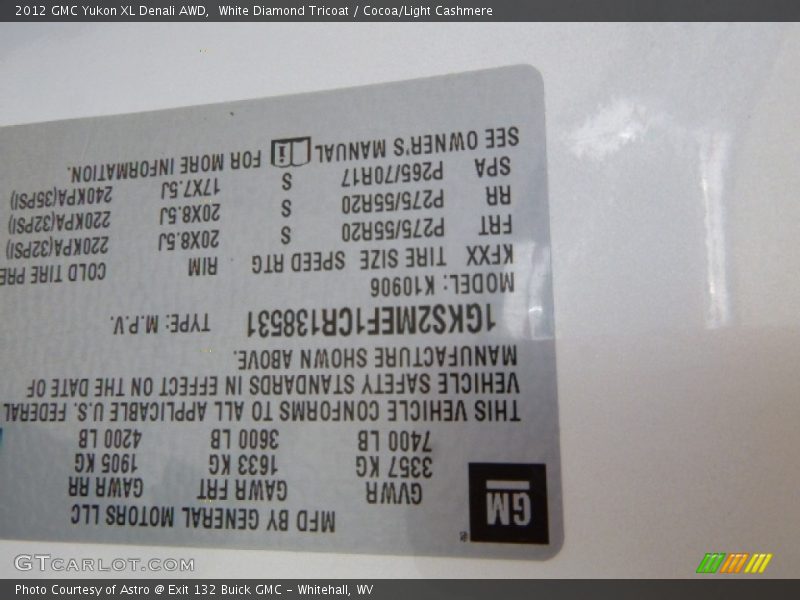 2012 GMC Yukon XL Denali AWD,  White Diamond Tricoat / Cocoa/Light Cashmere
GM
®
MFD BY GENERAL MOTORS LLC
GVWR GAWR FRT GAWR RR
3357 KG 1633 KG 1905 KG
7400 LB 3600 LB 4200 LB
THIS VEHICLE CONFORMS TO ALL APPLICABLE U.S. FEDERAL
VEHICLE SAFETY STANDARDS IN EFFECT ON THE DATE OF
MANUFACTURE SHOWN ABOVE.
1GKS2MEF1CR138531 TYPE: M.P.V.
MODEL: K10906
KFXX TIRE SIZE SPEED RTG RIM COLD TIRE PRE
FRT P275/55R20 S 20X8.5J 220KPA(32PSI)
RR P275/55R20 S 20X8.5J 220KPA(32PSI)
SPA P265/70R17 S 17X7.5J 240KPA(35PSI)
SEE OWNER'S MANUAL i FOR MORE INFORMATION.
GTCARLOT.COM
Photo Courtesy of Astro @ Exit 132 Buick GMC – Whitehall, WV